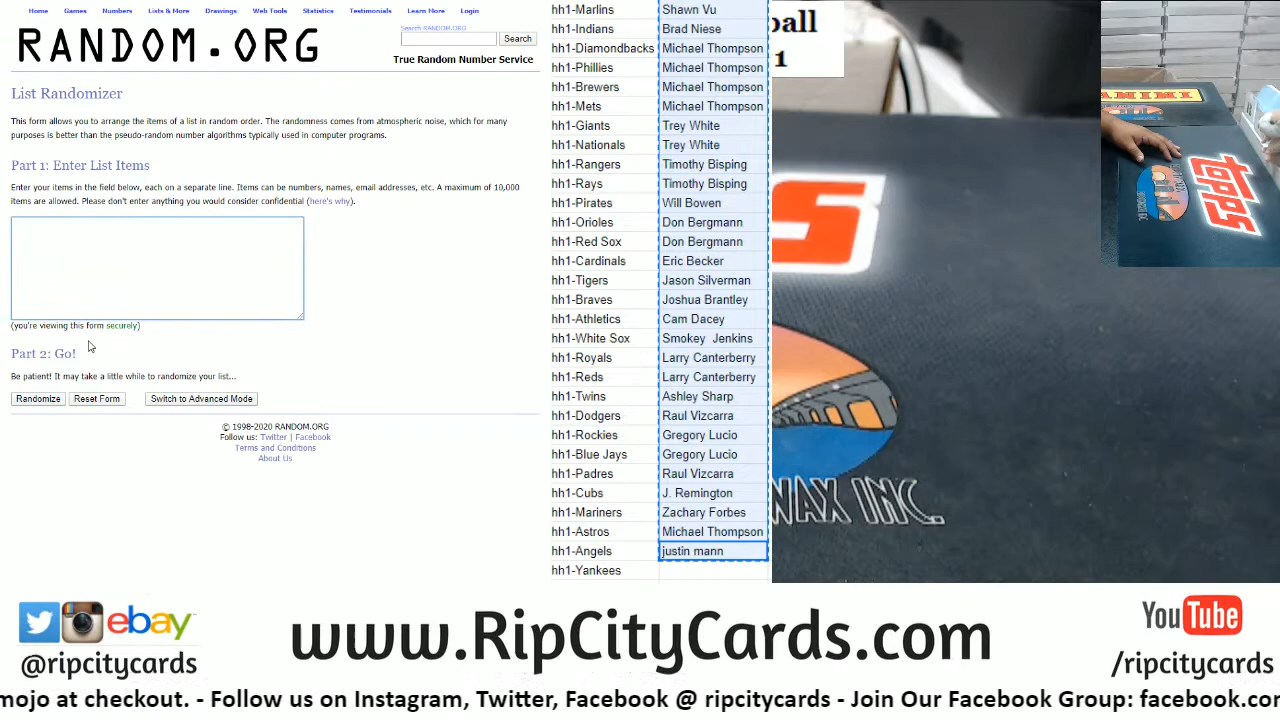 Home Games Numbers Lists & More Drawings Web Tools Statistics Testimonials Learn More Login
RANDOM.ORG
Search RANDOM.ORG
Search
True Random Number Service
List Randomizer
This form allows you to arrange the items of a list in random order. The randomness comes from atmospheric noise, which for many
purposes is better than the pseudo-random number algorithms typically used in computer programs.
Part 1: Enter List Items
Enter your items in the field below, each on a separate line. Items can be numbers, names, email addresses, etc. A maximum of 10,000
items are allowed. Please don't enter anything you would consider confidential (here's why).
(you're viewing this form securely)
Part 2: Go!
Be patient! It may take a little while to randomize your list...
Randomize Reset Form Switch to Advanced Mode
© 1998-2020 RANDOM.ORG
Follow us: Twitter | Facebook
Terms and Conditions
About Us
hh1-Marlins Shawn Vu
hh1-Indians Brad Niese
hh1-Diamondbacks Michael Thompson
hh1-Phillies Michael Thompson
hh1-Brewers Michael Thompson
hh1-Mets Michael Thompson
hh1-Giants Trey White
hh1-Nationals Trey White
hh1-Rangers Timothy Bisping
hh1-Rays Timothy Bisping
hh1-Pirates Will Bowen
hh1-Orioles Don Bergmann
hh1-Red Sox Don Bergmann
hh1-Cardinals Eric Becker
hh1-Tigers Jason Silverman
hh1-Braves Joshua Brantley
hh1-Athletics Cam Dacey
hh1-White Sox Smokey Jenkins
hh1-Royals Larry Canterberry
hh1-Reds Larry Canterberry
hh1-Twins Ashley Sharp
hh1-Dodgers Raul Vizcarra
hh1-Rockies Gregory Lucio
hh1-Blue Jays Gregory Lucio
hh1-Padres Raul Vizcarra
hh1-Cubs J. Remington
hh1-Mariners Zachary Forbes
hh1-Astros Michael Thompson
hh1-Angels justin mann
hh1-Yankees
ball
1
S
WAX INC.
PANINI
topps
ebay
@ripcitycards
www.RipCityCards.com
YouTube
/ripcitycards
mojo at checkout. - Follow us on Instagram, Twitter, Facebook @ ripcitycards - Join Our Facebook Group: facebook.com